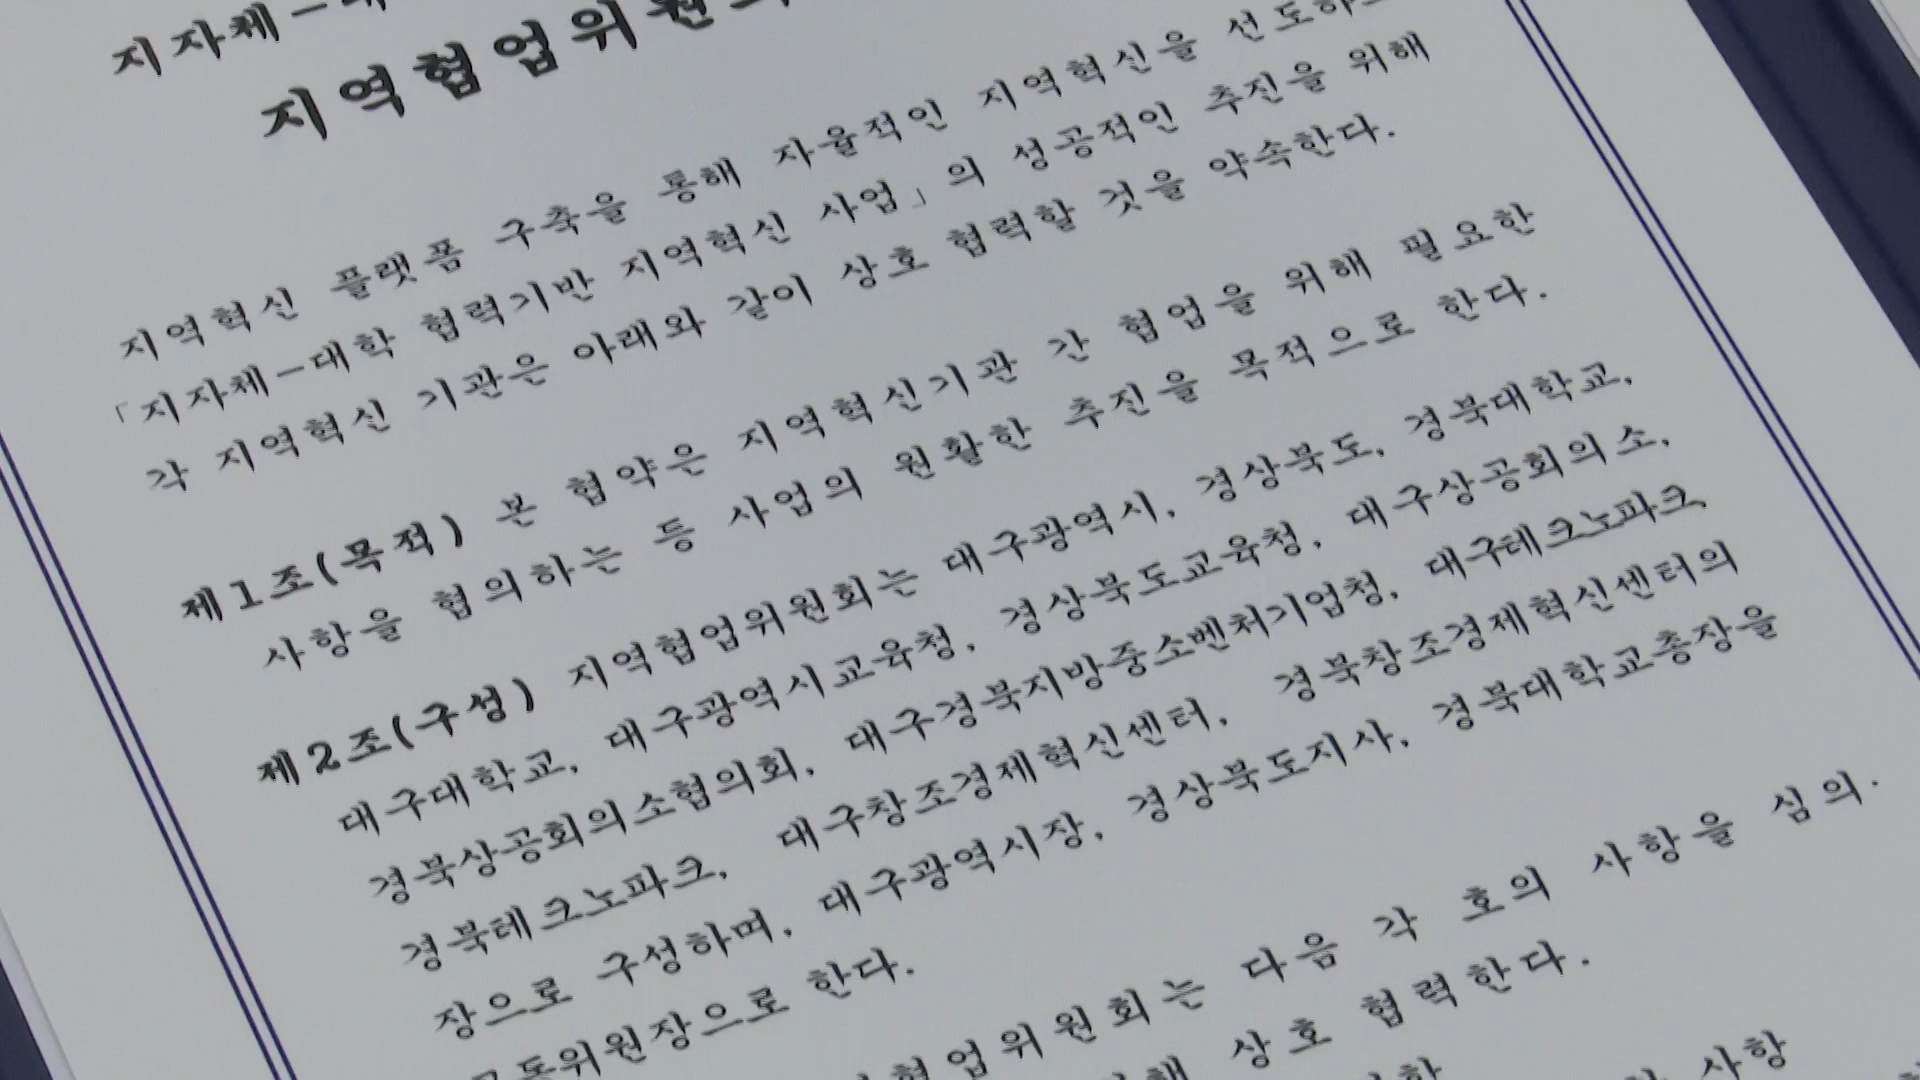 지자체-대
지역협업위원
지역혁신 플랫폼 구축을 통해 자율적인 지역혁신을 선도하
「지자체-대학 협력기반 지역혁신 사업」의 성공적인 추진을 위해
각 지역혁신 기관은 아래와 같이 상호 협력할 것을 약속한다.
제1조(목적) 본 협약은 지역혁신기관 간 협업을 위해 필요한
사항을 협의하는 등 사업의 원활한 추진을 목적으로 한다.
제2조(구성) 지역협업위원회는 대구광역시, 경상북도, 경북대학교,
대구대학교, 대구광역시교육청, 경상북도교육청, 대구상공회의소,
경북상공회의소협의회, 대구경북지방중소벤처기업청, 대구테크노파크,
경북테크노파크, 대구창조경제혁신센터, 경북창조경제혁신센터의
장으로 구성하며, 대구광역시장, 경상북도지사, 경북대학교총장을
공동위원장으로 한다.
협업위원회는 다음 각 호의 사항을 심의·
상호 협력한다.
사항